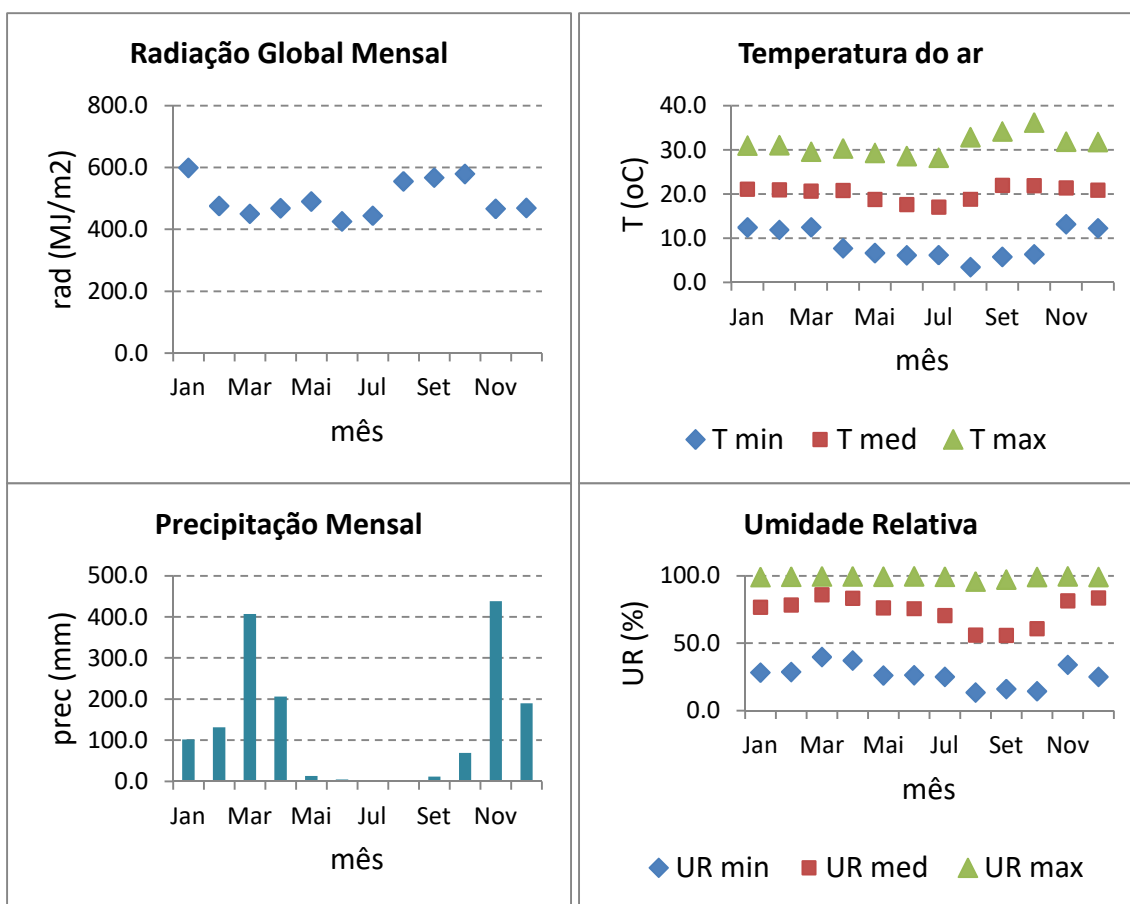 Radiação Global Mensal
800.0
600.0
400.0
200.0
0.0
rad (MJ/m2)
Jan Mar Mai Jul Set Nov
mês
Temperatura do ar
40.0
30.0
20.0
10.0
0.0
T (oC)
Jan Mar Mai Jul Set Nov
mês
T min T med T max
Precipitação Mensal
500.0
400.0
300.0
200.0
100.0
0.0
prec (mm)
Jan Mar Mai Jul Set Nov
mês
Umidade Relativa
100.0
50.0
0.0
UR (%)
Jan Mar Mai Jul Set Nov
mês
UR min UR med UR max